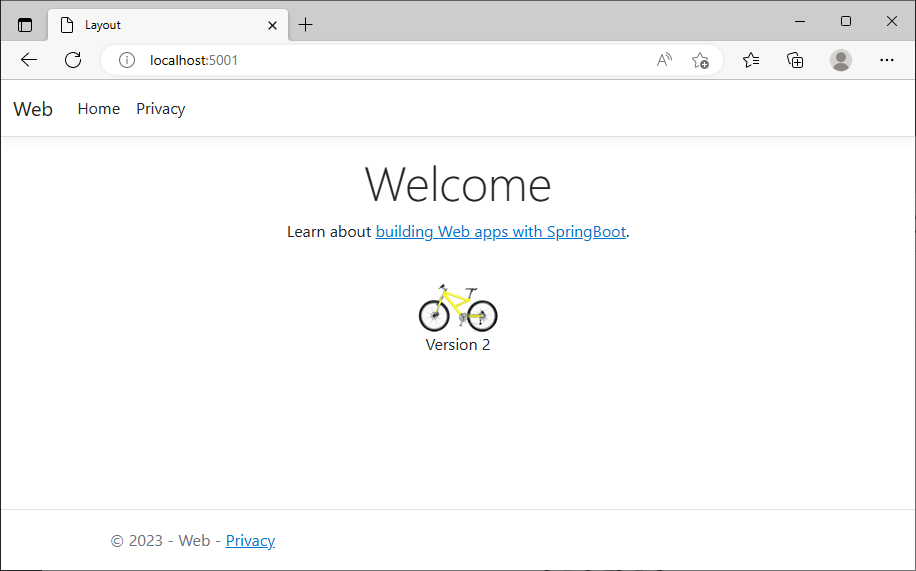 Layout
localhost:5001
Web Home Privacy
Welcome
Learn about building Web apps with SpringBoot.
Version 2
© 2023 - Web - Privacy